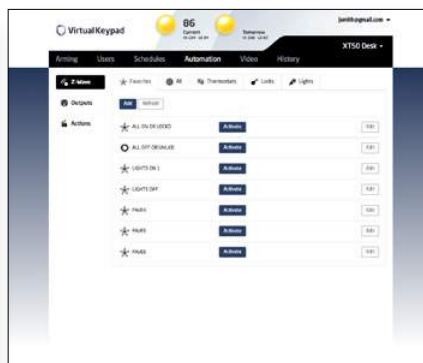 VirtualKeypad
86
Current
Tomorrow
XT50 Desk
Arming Users Schedules Automation Video History
Z-Wave
Favorites All Thermostats Locks Lights
Outputs
Add Refresh
Actions
ALL ON OR LOCKED
Activate Edit
ALL OFF OR UNLKD
Activate Edit
LIGHTS ON 1
Activate Edit
LIGHTS OFF
Activate Edit
Activate Edit
Activate Edit
Activate Edit